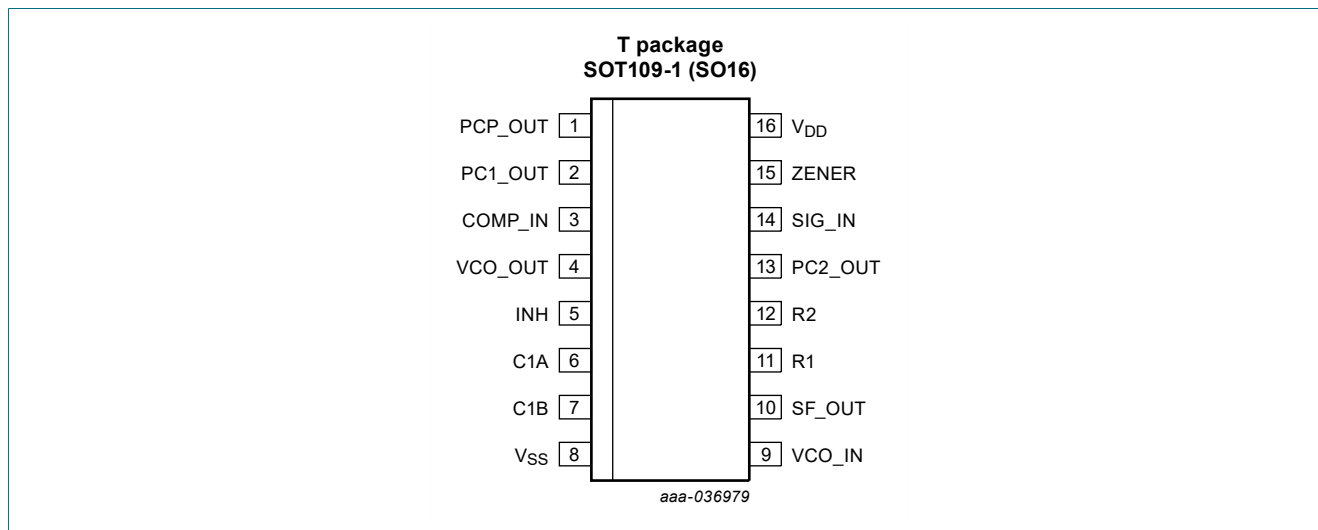 T package
SOT109-1 (SO16)
PCP_OUT 1
16 VDD
PC1_OUT 2
15 ZENER
COMP_IN 3
14 SIG_IN
VCO_OUT 4
13 PC2_OUT
INH 5
12 R2
C1A 6
11 R1
C1B 7
10 SF_OUT
VSS 8
9 VCO_IN
aaa-036979